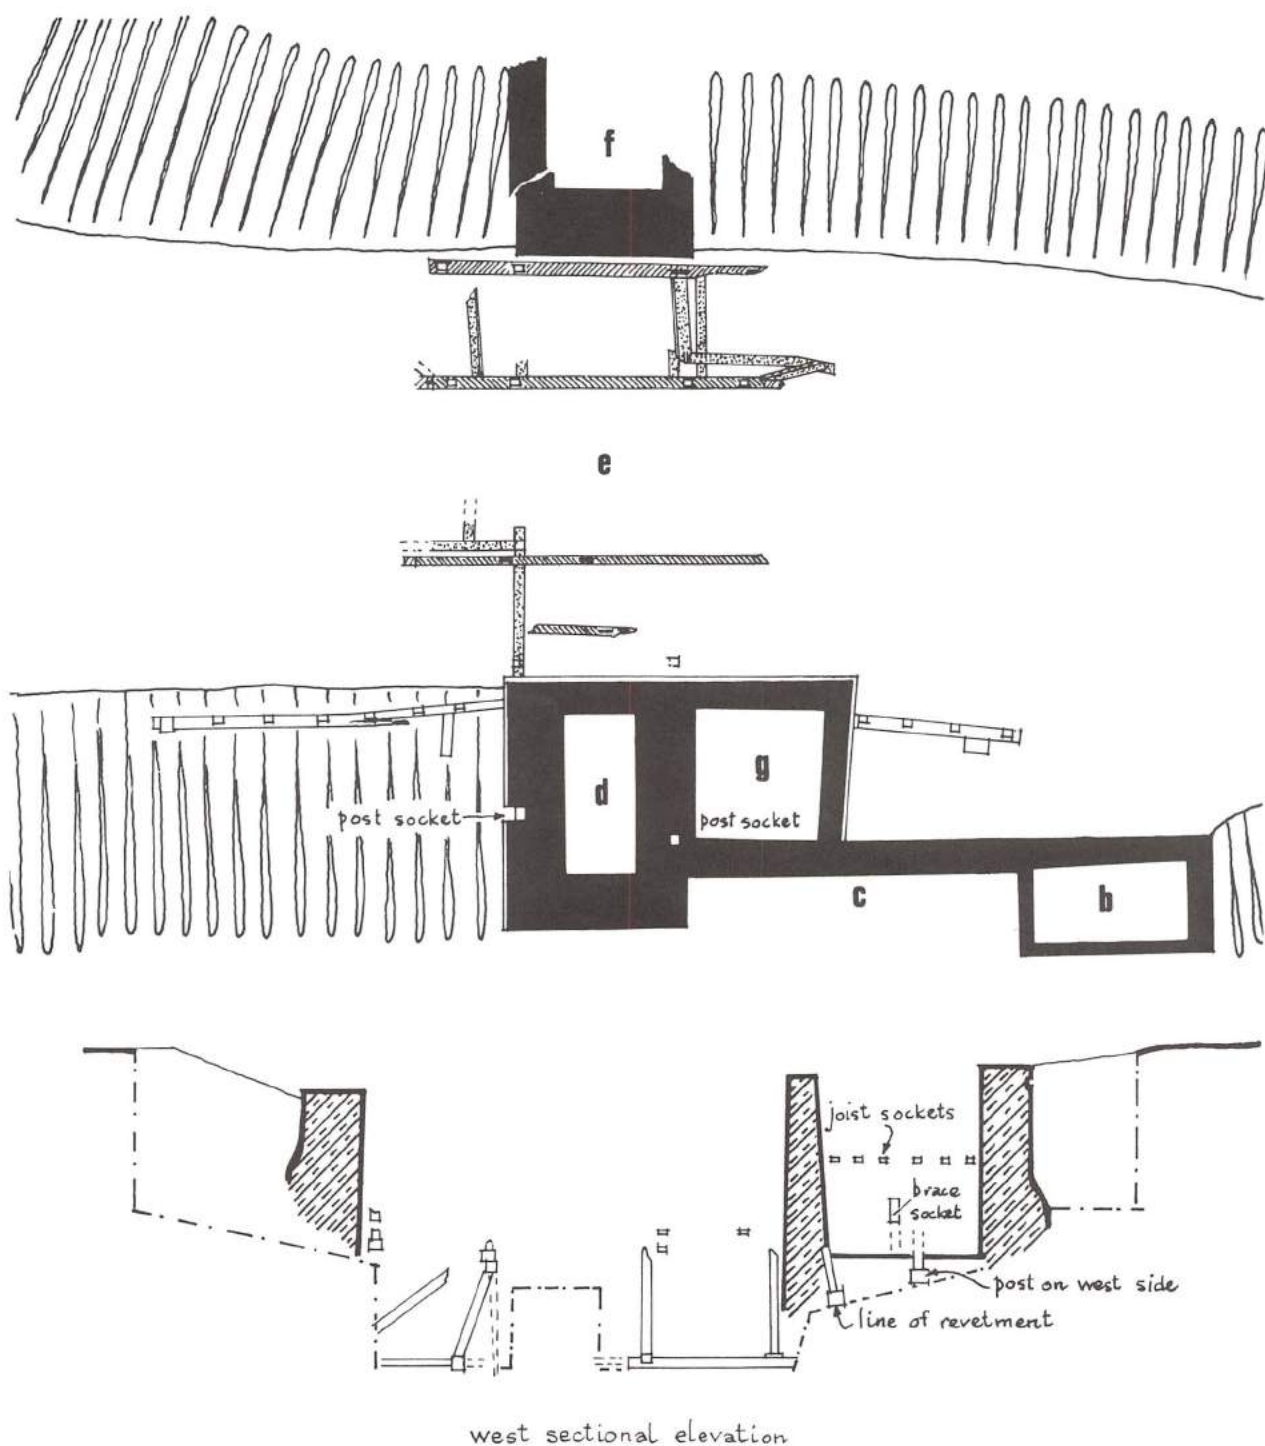 f
e
d
g
post socket
post socket
c
b
joist sockets
brace
socket
post on west side
line of revetment
west sectional elevation